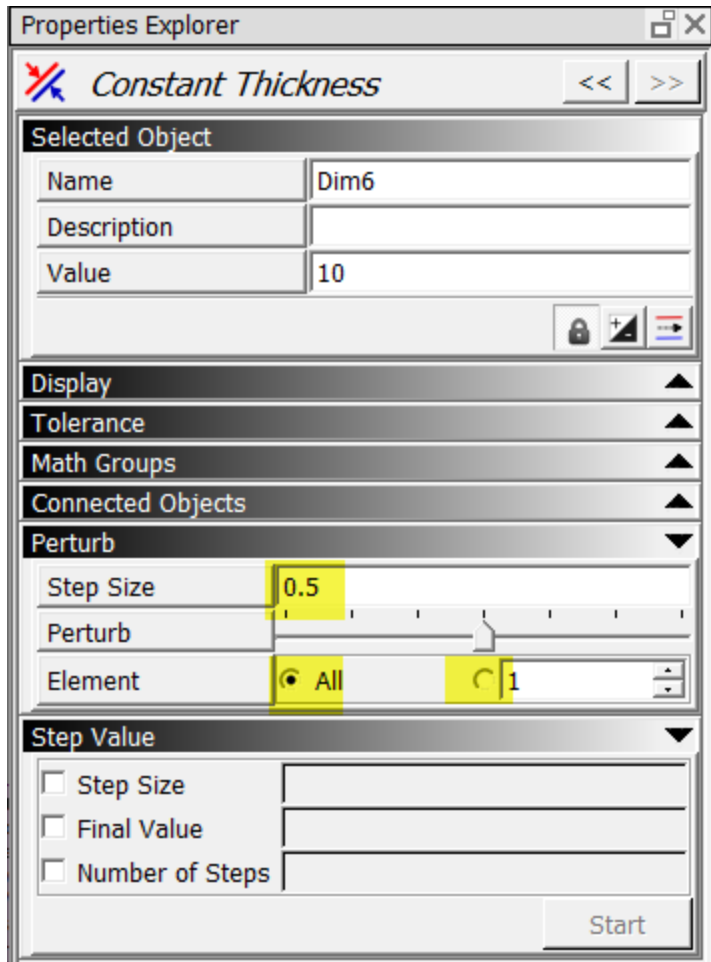 Properties Explorer
Constant Thickness << >>
Selected Object
Name Dim6
Description
Value 10
Display
Tolerance
Math Groups
Connected Objects
Perturb
Step Size 0.5
Perturb
Element All 1
Step Value
Step Size
Final Value
Number of Steps
Start